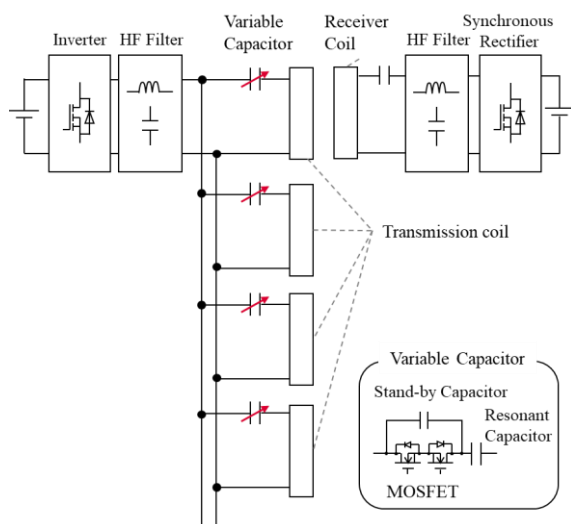 Variable
Capacitor
Receiver
Coil
Synchronous
Rectifier
Inverter
HF Filter
HF Filter
Transmission coil
Variable Capacitor
Stand-by Capacitor
Resonant
Capacitor
MOSFET